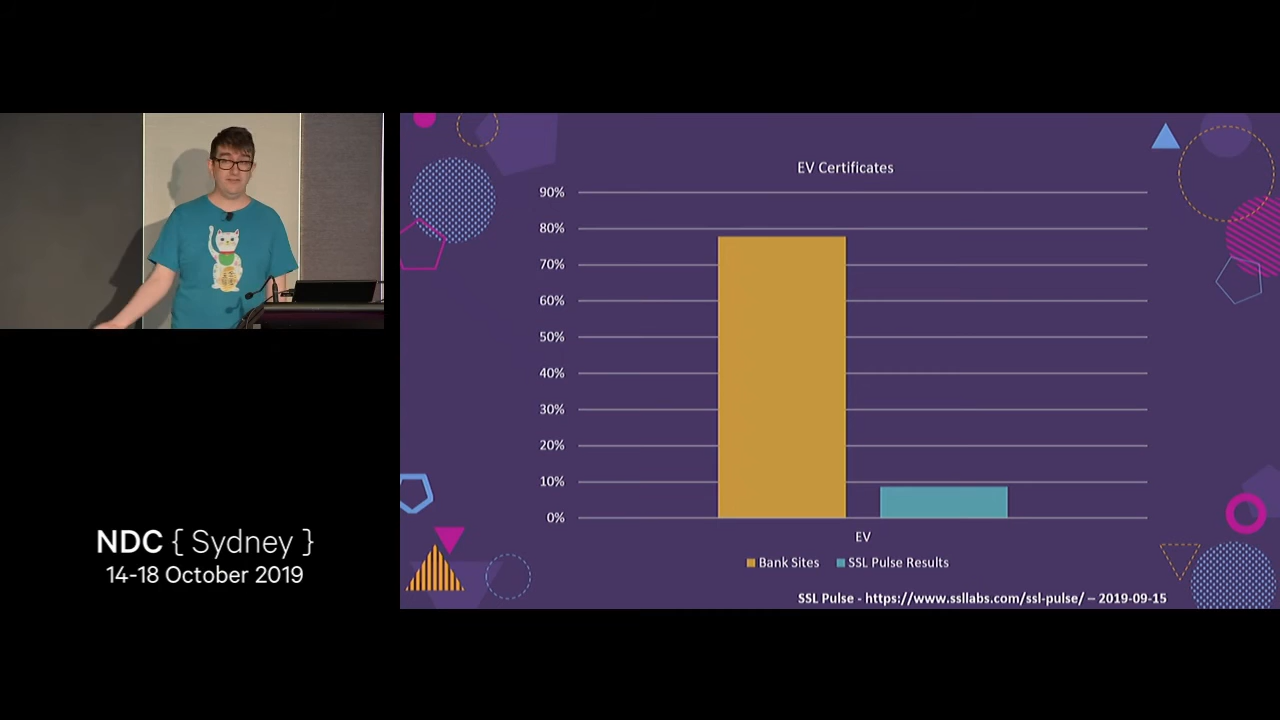 EV Certificates
90%
80%
70%
60%
50%
40%
30%
20%
10%
0%
EV
Bank Sites SSL Pulse Results
SSL Pulse - https://www.ssllabs.com/ssl-pulse/ – 2019-09-15
NDC { Sydney }
14-18 October 2019